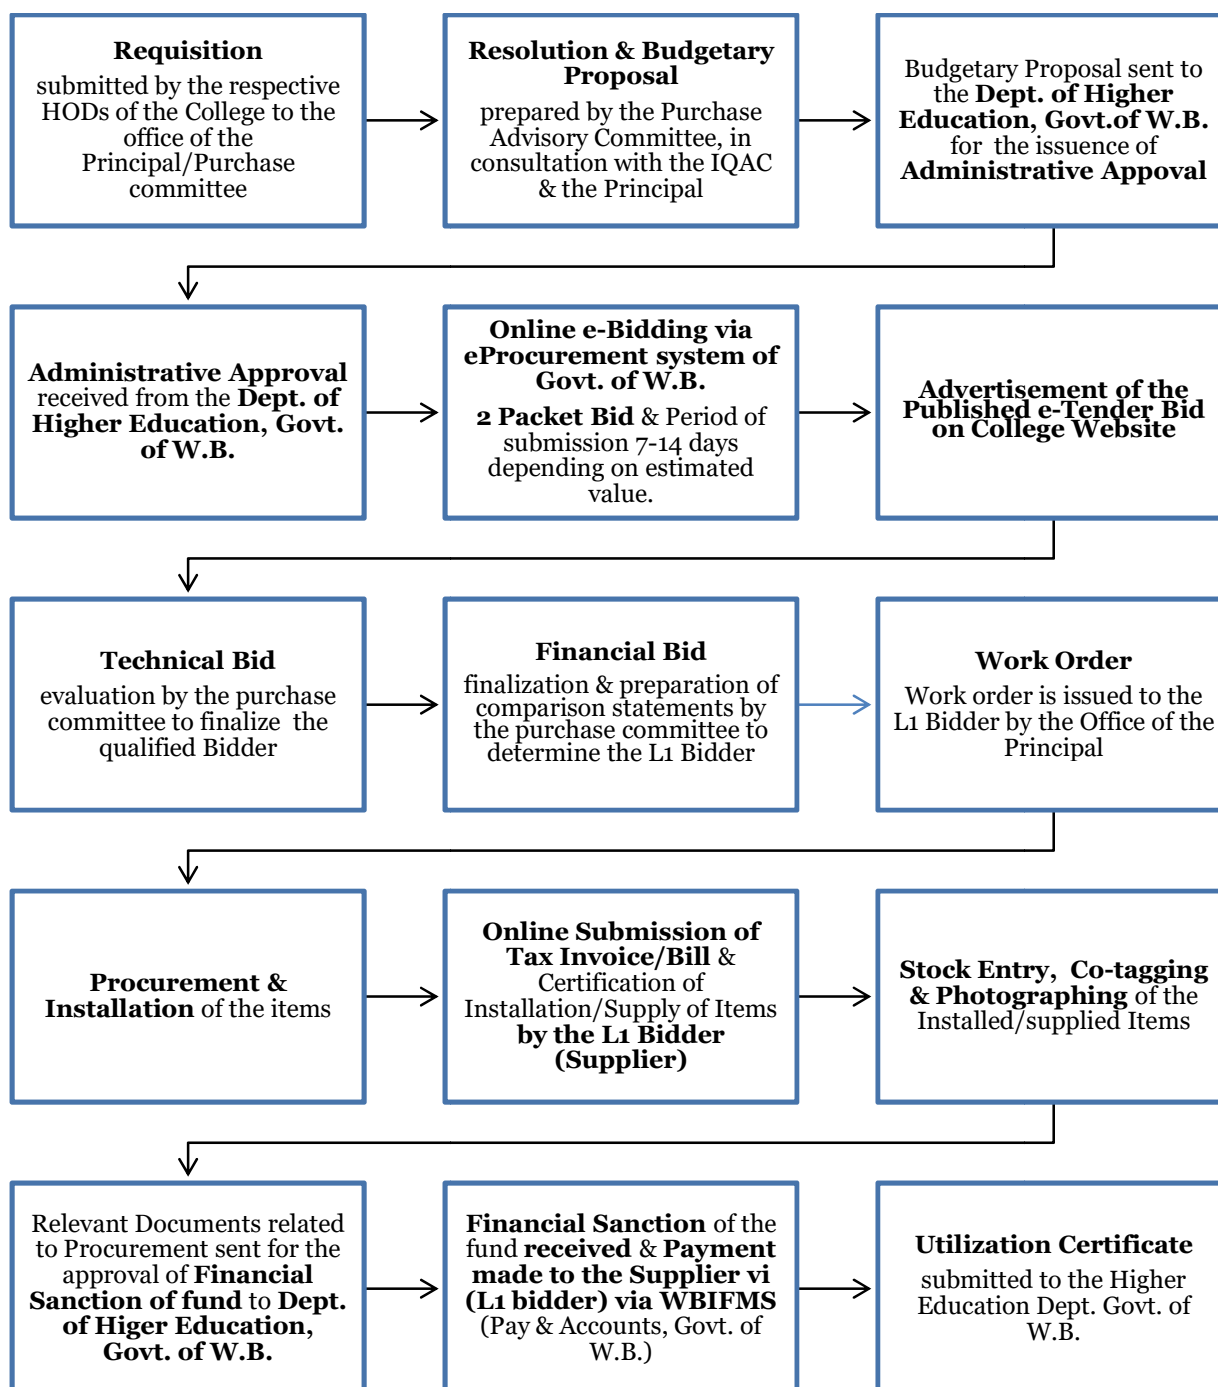 Requisition
submitted by the respective
HODs of the College to the
office of the
Principal/Purchase
committee
Resolution & Budgetary
Proposal
prepared by the Purchase
Advisory Committee, in
consultation with the IQAC
& the Principal
Budgetary Proposal sent to
the Dept. of Higher
Education, Govt.of W.B.
for the issuence of
Administrative Appoval
Administrative Approval
received from the Dept. of
Higher Education, Govt.
of W.B.
Online e-Bidding via
eProcurement system of
Govt. of W.B.
2 Packet Bid & Period of
submission 7-14 days
depending on estimated
value.
Advertisement of the
Published e-Tender Bid
on College Website
Technical Bid
evaluation by the purchase
committee to finalize the
qualified Bidder
Financial Bid
finalization & preparation of
comparison statements by
the purchase committee to
determine the L1 Bidder
Work Order
Work order is issued to the
L1 Bidder by the Office of the
Principal
Procurement &
Installation of the items
Online Submission of
Tax Invoice/Bill &
Certification of
Installation/Supply of Items
by the L1 Bidder
(Supplier)
Stock Entry, Co-tagging
& Photographing of the
Installed/supplied Items
Relevant Documents related
to Procurement sent for the
approval of Financial
Sanction of fund to Dept.
of Higer Education,
Govt. of W.B.
Financial Sanction of the
fund received & Payment
made to the Supplier vi
(L1 bidder) via WBIFMS
(Pay & Accounts, Govt. of
W.B.)
Utilization Certificate
submitted to the Higher
Education Dept. Govt. of
W.B.